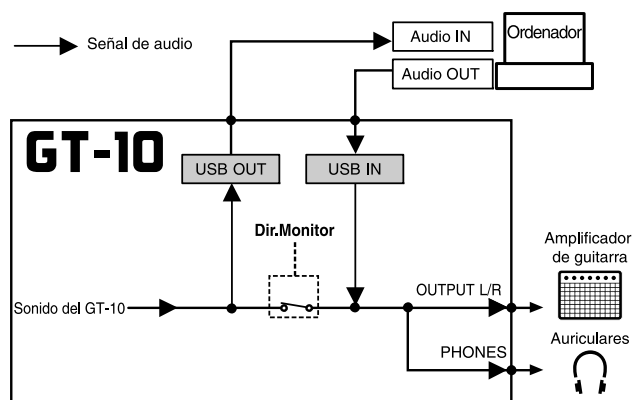 Señal de audio
Audio IN
Ordenador
Audio OUT
GT-10
USB OUT
USB IN
Dir.Monitor
Amplificador
de guitarra
Sonido del GT-10
OUTPUT L/R
Auriculares
PHONES